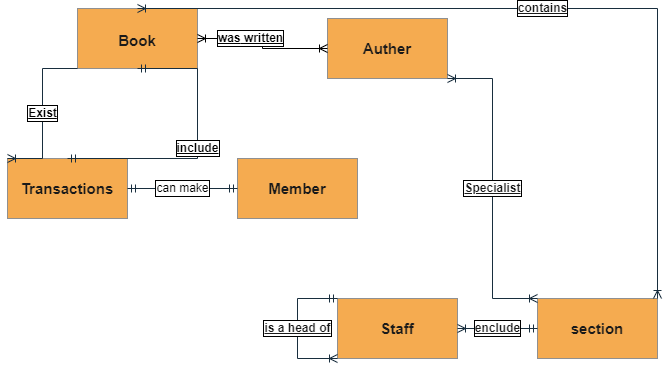 contains
Book
was written
Auther
Exist
include
Transactions
can make
Member
Specialist
is a head of
Staff
enclude
section